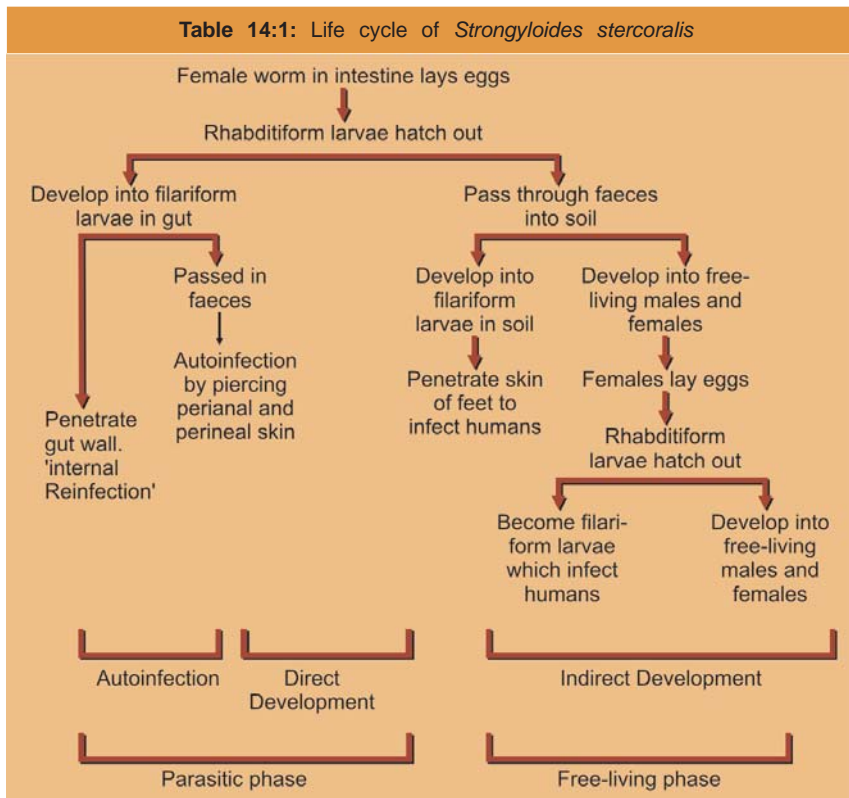 Table 14:1: Life cycle of Strongyloides stercoralis
Female worm in intestine lays eggs
Rhabditiform larvae hatch out
Develop into filariform
larvae in gut
Pass through faeces
into soil
Passed in
faeces
Develop into
filariform
larvae in soil
Develop into free-
living males and
females
Autoinfection
by piercing
perianal and
perineal skin
Penetrate skin
of feet to
infect humans
Females lay eggs
Penetrate
gut wall.
'internal
Reinfection'
Rhabditiform
larvae hatch out
Become filari-
form larvae
which infect
humans
Develop into
free-living
males and
females
Autoinfection
Direct
Development
Indirect Development
Parasitic phase
Free-living phase